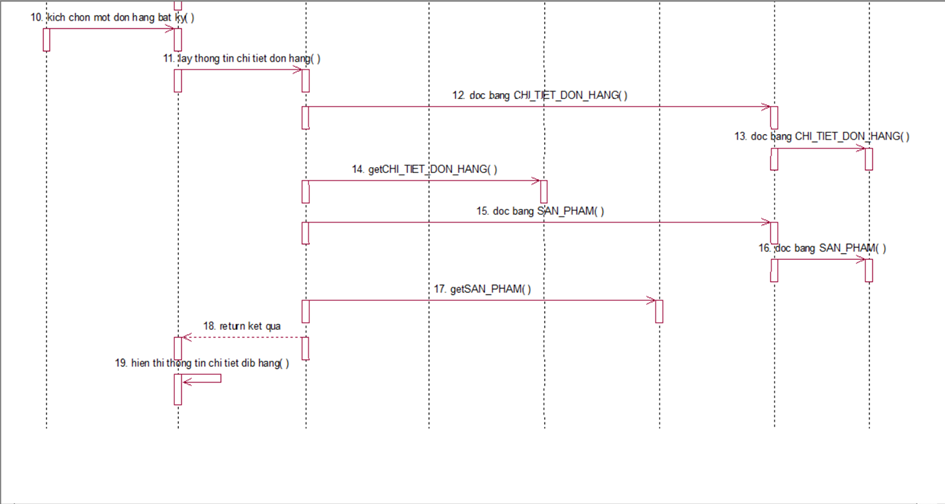 10. kich chon mot don hang bat ky( )
11. lay thong tin chi tiet don hang( )
12. doc bang CHI_TIET_DON_HANG( )
13. doc bang CHI_TIET_DON_HANG( )
14. getCHI_TIET_DON_HANG( )
15. doc bang SAN_PHAM( )
16. doc bang SAN_PHAM( )
17. getSAN_PHAM( )
18. return ket qua
19. hien thi thong tin chi tiet dib hang( )